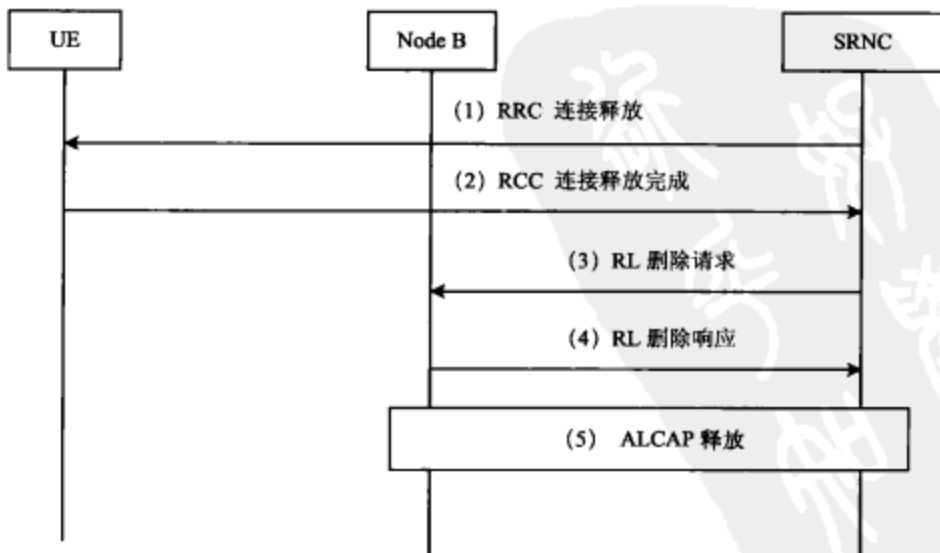 UE
Node B
SRNC
(1) RRC 连接释放
(2) RCC 连接释放完成
(3) RL 删除请求
(4) RL 删除响应
(5) ALCAP 释放